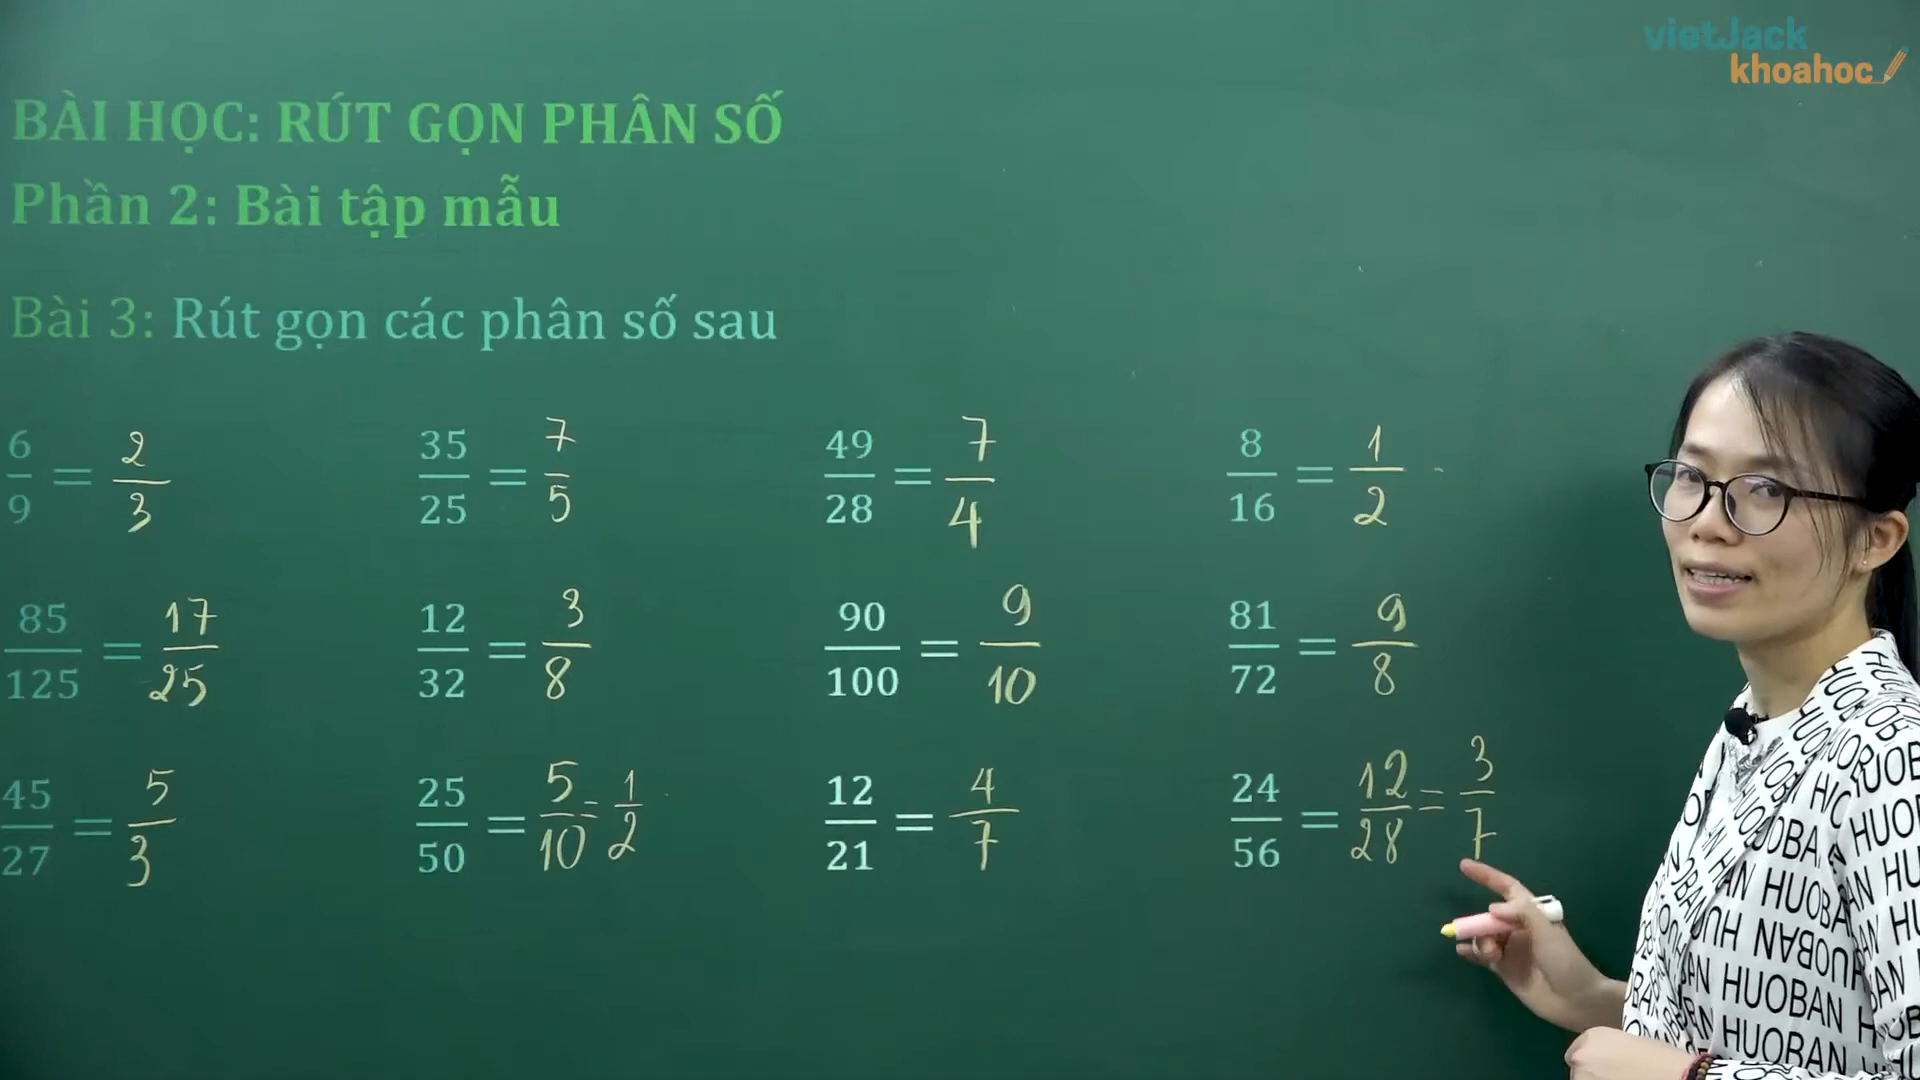 vietJack
khoahoc
BÀI HỌC: RÚT GỌN PHÂN SỐ
Phần 2: Bài tập mẫu
Bài 3: Rút gọn các phân số sau
6/9 = 2/3 35/25 = 7/5 49/28 = 7/4 8/16 = 1/2
85/125 = 17/25 12/32 = 3/8 90/100 = 9/10 81/72 = 9/8
45/27 = 5/3 25/50 = 5/10 = 1/2 12/21 = 4/7 24/56 = 12/28 = 3/7
HUOBAN
HUOBAN
HUOBAN